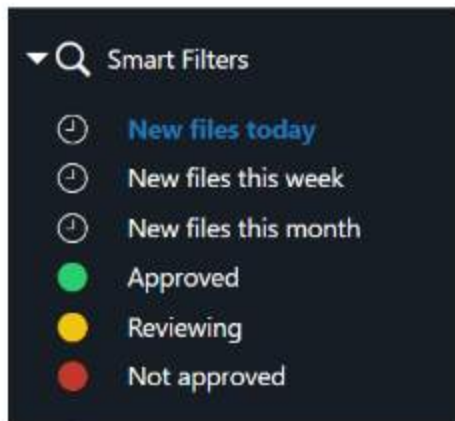 Smart Filters
New files today
New files this week
New files this month
Approved
Reviewing
Not approved